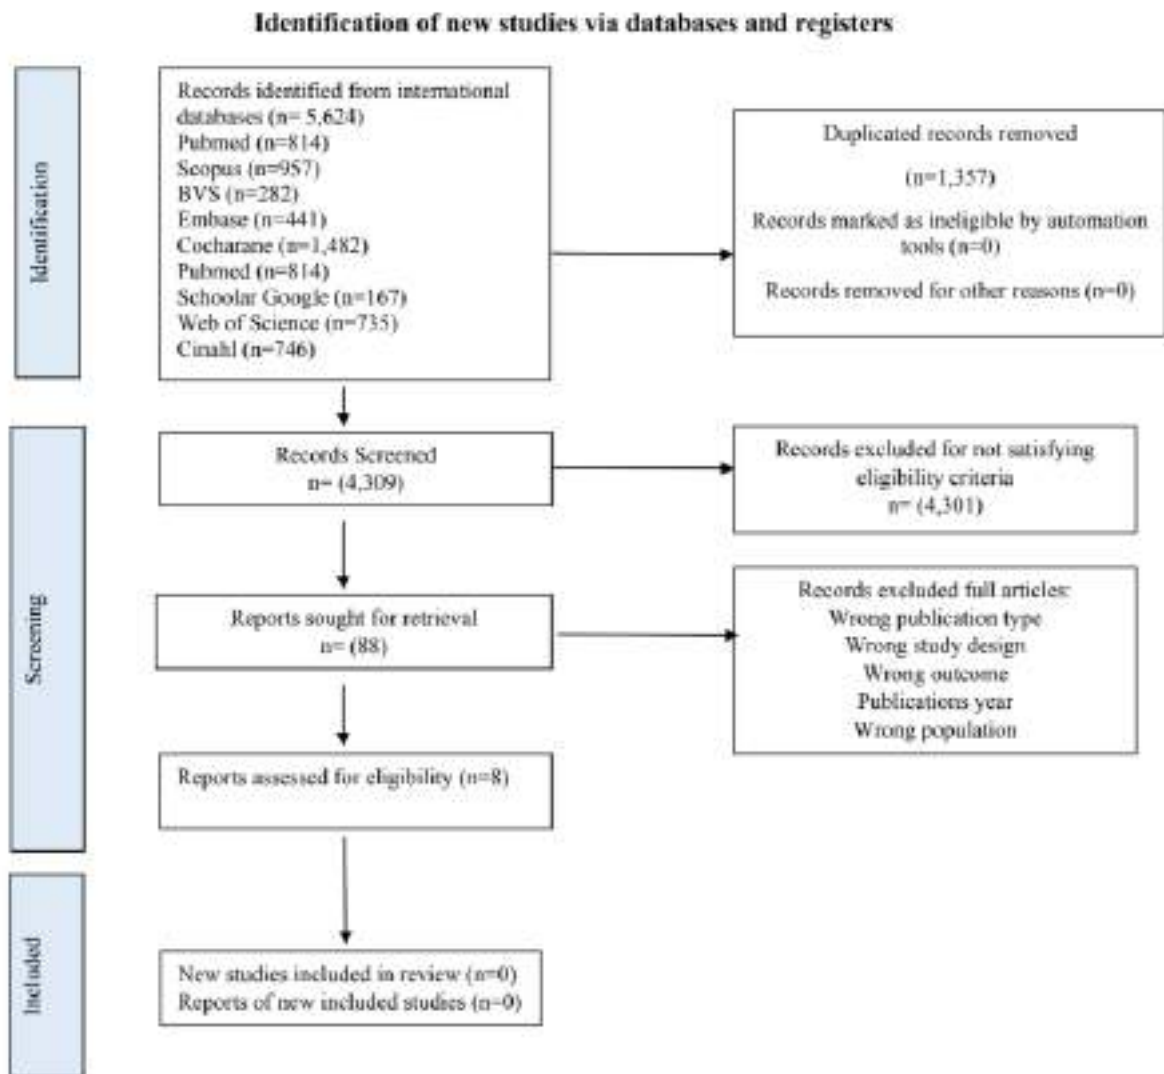 Identification of new studies via databases and registers
Identification
Records identified from international
databases (n= 5,624)
Pubmed (n=814)
Scopus (n=957)
BVS (n=282)
Embase (n=441)
Cocharane (n=1,482)
Pubmed (n=814)
Schoolar Google (n=167)
Web of Science (n=735)
Cinahl (n=746)
Duplicated records removed
(n=1,357)
Records marked as ineligible by automation
tools (n=0)
Records removed for other reasons (n=0)
Screening
Records Screened
n= (4,309)
Records excluded for not satisfying
eligibility criteria
n= (4,301)
Reports sought for retrieval
n= (88)
Records excluded full articles:
Wrong publication type
Wrong study design
Wrong outcome
Publications year
Wrong population
Reports assessed for eligibility (n=8)
Included
New studies included in review (n=0)
Reports of new included studies (n=0)